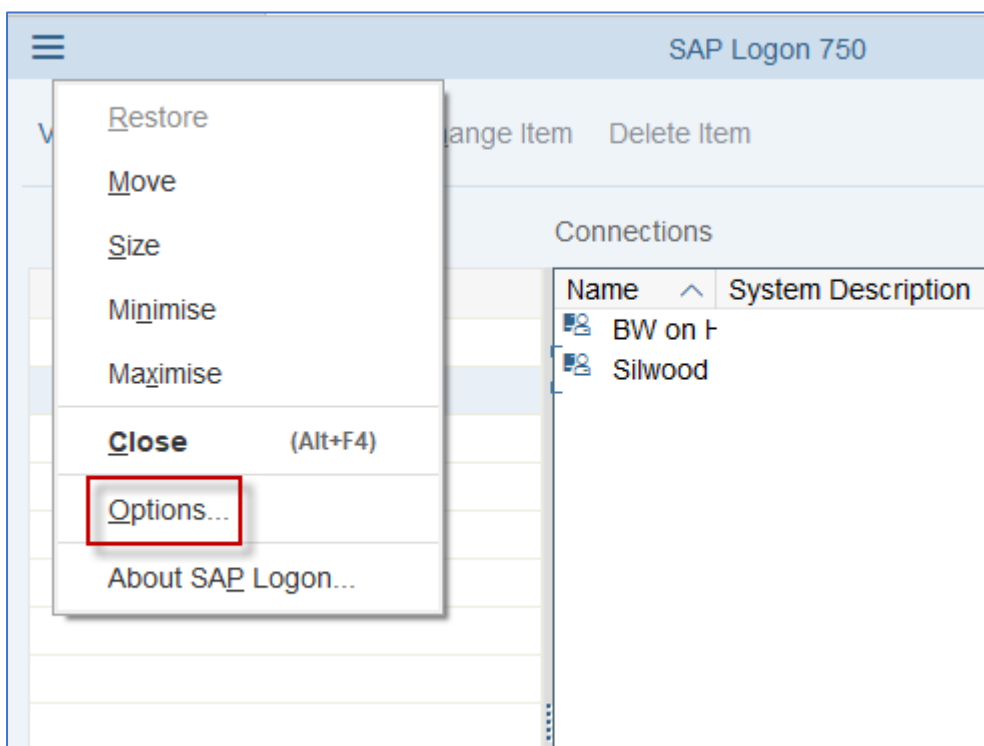 SAP Logon 750
Change Item Delete Item
Restore
Move
Size
Minimise
Maximise
Close (Alt+F4)
Options...
About SAP Logon...
Connections
Name System Description
BW on H
Silwood